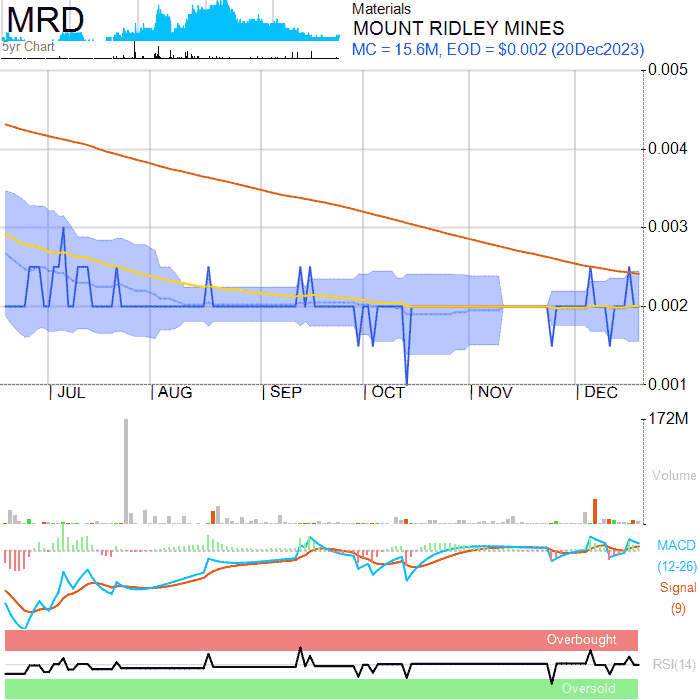 MRD
5yr Chart
Materials
MOUNT RIDLEY MINES
MC = 15.6M, EOD = $0.002 (20Dec2023)
0.005
0.004
0.003
0.002
0.001
JUL AUG SEP OCT NOV DEC
172M
Volume
MACD
(12-26)
Signal
(9)
Overbought
RSI(14)
Oversold